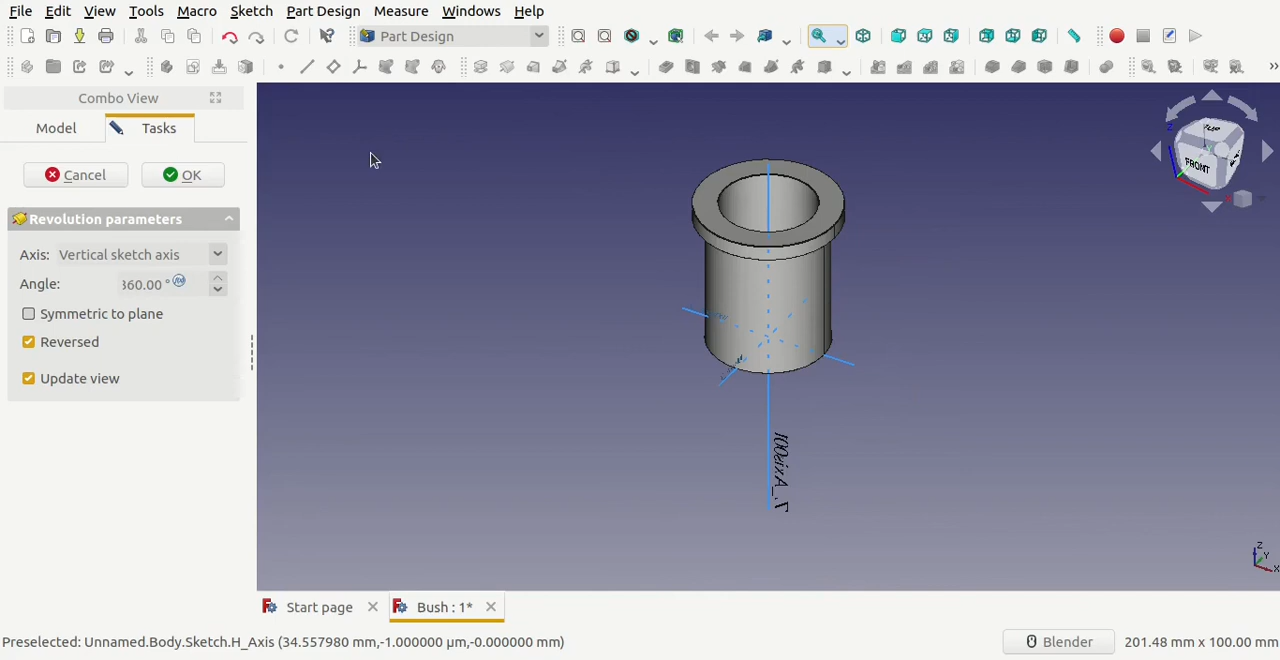 File Edit View Tools Macro Sketch Part Design Measure Windows Help
Part Design
Combo View
Model Tasks
Cancel OK
Revolution parameters
Axis: Vertical sketch axis
Angle: 360.00 °
Symmetric to plane
Reversed
Update view
FRONT
Z_Axis001
Z
Y
X
Start page Bush : 1*
Preselected: Unnamed.Body.Sketch.H_Axis (34.557980 mm,-1.000000 µm,-0.000000 mm) Blender 201.48 mm x 100.00 mm